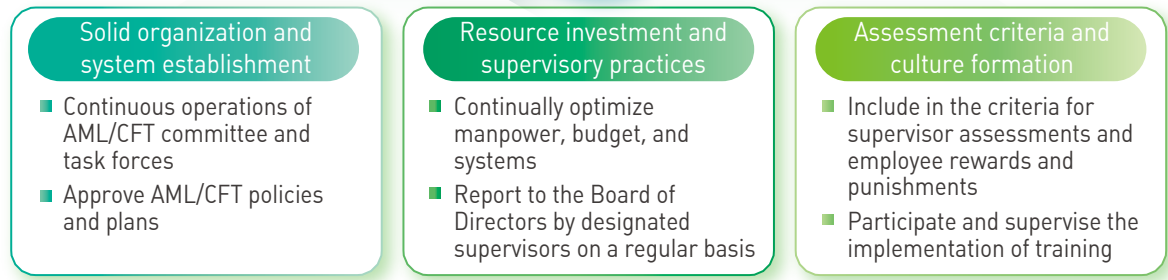 Solid organization and
system establishment
Continuous operations of
AML/CFT committee and
task forces
Approve AML/CFT policies
and plans
Resource investment and
supervisory practices
Continually optimize
manpower, budget, and
systems
Report to the Board of
Directors by designated
supervisors on a regular basis
Assessment criteria and
culture formation
Include in the criteria for
supervisor assessments and
employee rewards and
punishments
Participate and supervise the
implementation of training